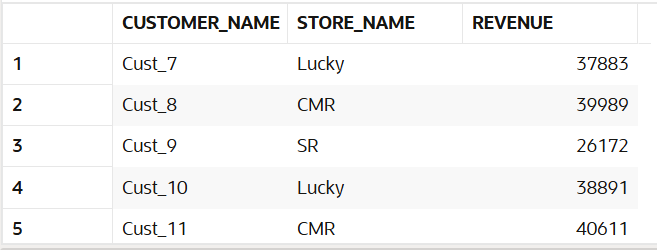 CUSTOMER_NAME STORE_NAME REVENUE
1 Cust_7 Lucky 37883
2 Cust_8 CMR 39989
3 Cust_9 SR 26172
4 Cust_10 Lucky 38891
5 Cust_11 CMR 40611